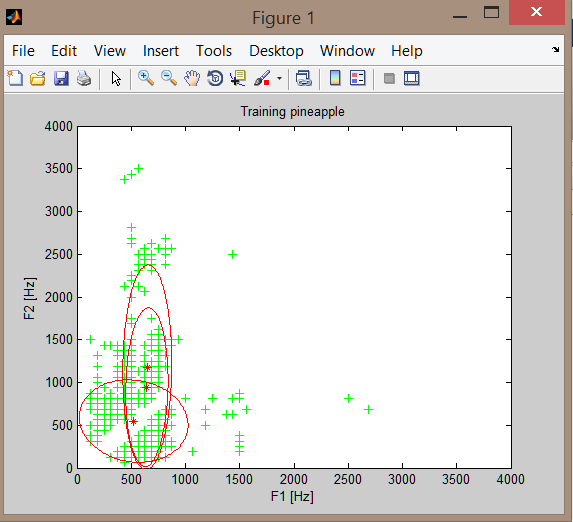 Figure 1
File Edit View Insert Tools Desktop Window Help
Training pineapple
4000
3500
3000
2500
2000
1500
1000
500
0
F2 [Hz]
0 500 1000 1500 2000 2500 3000 3500 4000
F1 [Hz]